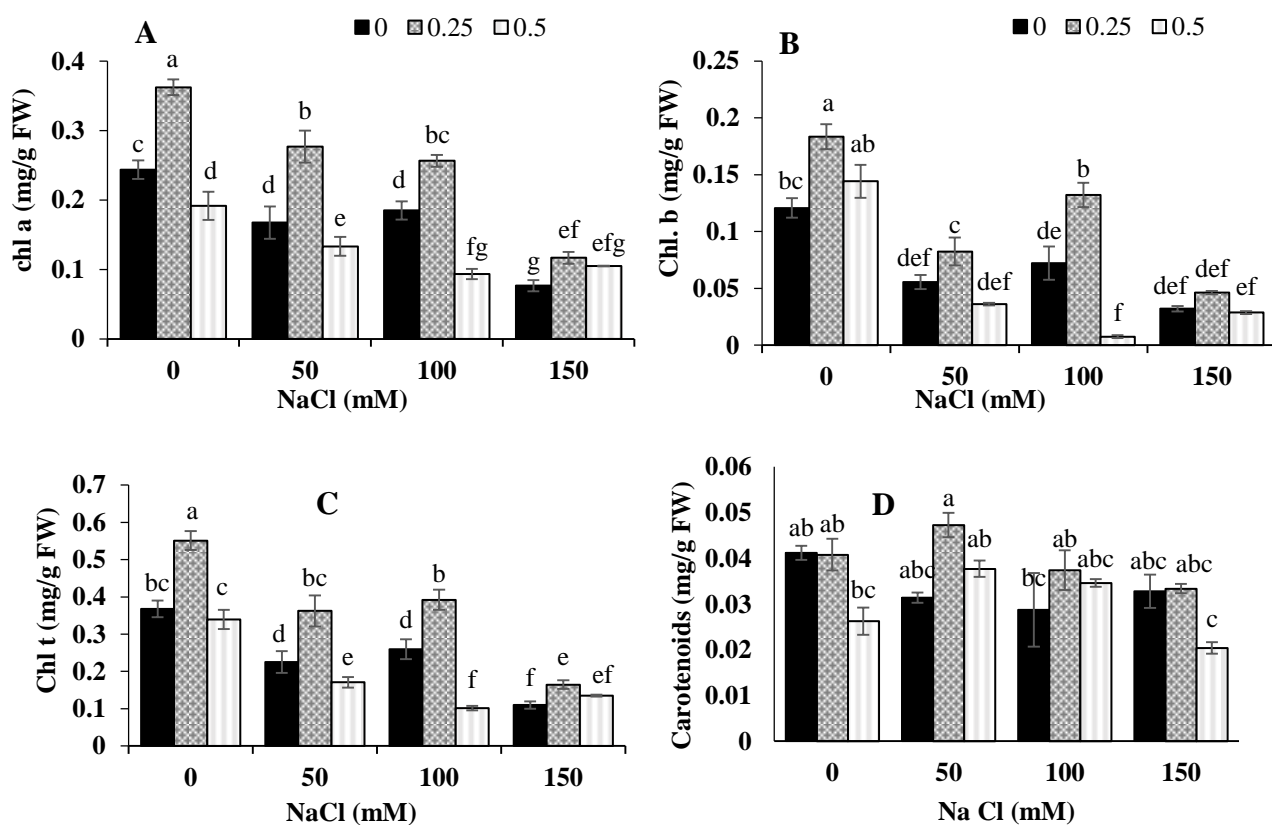 A
0 0.25 0.5
chl a (mg/g FW)
0.4
0.3
0.2
0.1
0
c a d
d b e
d bc fg
g ef efg
0 50 100 150
NaCl (mM)
B
0 0.25 0.5
Chl. b (mg/g FW)
0.25
0.2
0.15
0.1
0.05
0
bc a ab
def c def
de b f
def def ef
0 50 100 150
NaCl (mM)
C
Chl t (mg/g FW)
0.7
0.6
0.5
0.4
0.3
0.2
0.1
0
bc a c
d bc e
d b f
f e ef
0 50 100 150
NaCl (mM)
D
Carotenoids (mg/g FW)
0.06
0.05
0.04
0.03
0.02
0.01
0
ab ab bc
abc a ab
bc ab abc
abc abc c
0 50 100 150
Na Cl (mM)